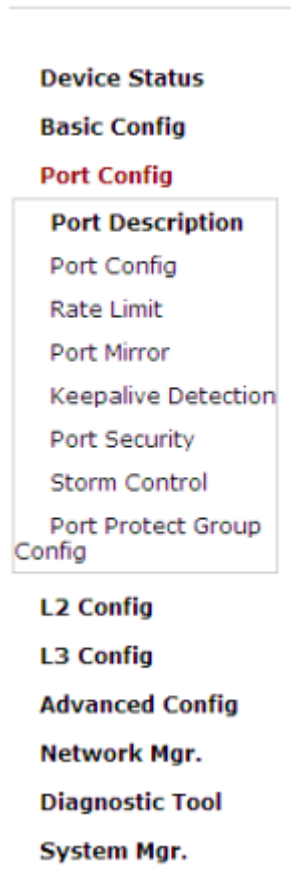 Device Status
Basic Config
Port Config
Port Description
Port Config
Rate Limit
Port Mirror
Keepalive Detection
Port Security
Storm Control
Port Protect Group
Config
L2 Config
L3 Config
Advanced Config
Network Mgr.
Diagnostic Tool
System Mgr.